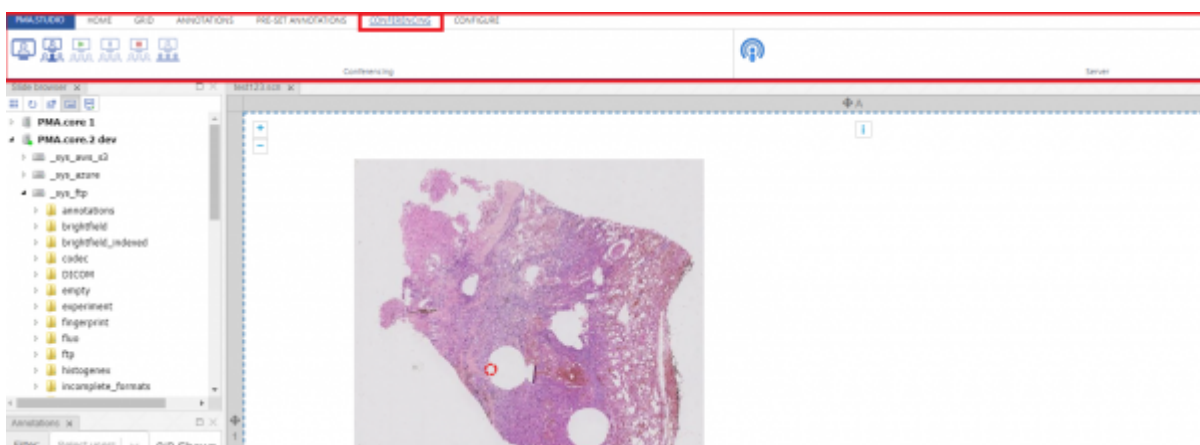 PMA.STUDIO HOME GRID ANNOTATIONS PRE-SET ANNOTATIONS CONFERENCING CONFIGURE
Conferencing Server
Slide browser test123.scn
A
PMA.core 1
PMA.core.2 dev
_sys_aws_s3
_sys_azure
_sys_ftp
annotations
brightfield
brightfield_indexed
codec
DICOM
empty
experiment
fingerprint
fluo
ftp
histogenes
incomplete_formats
Annotations
1